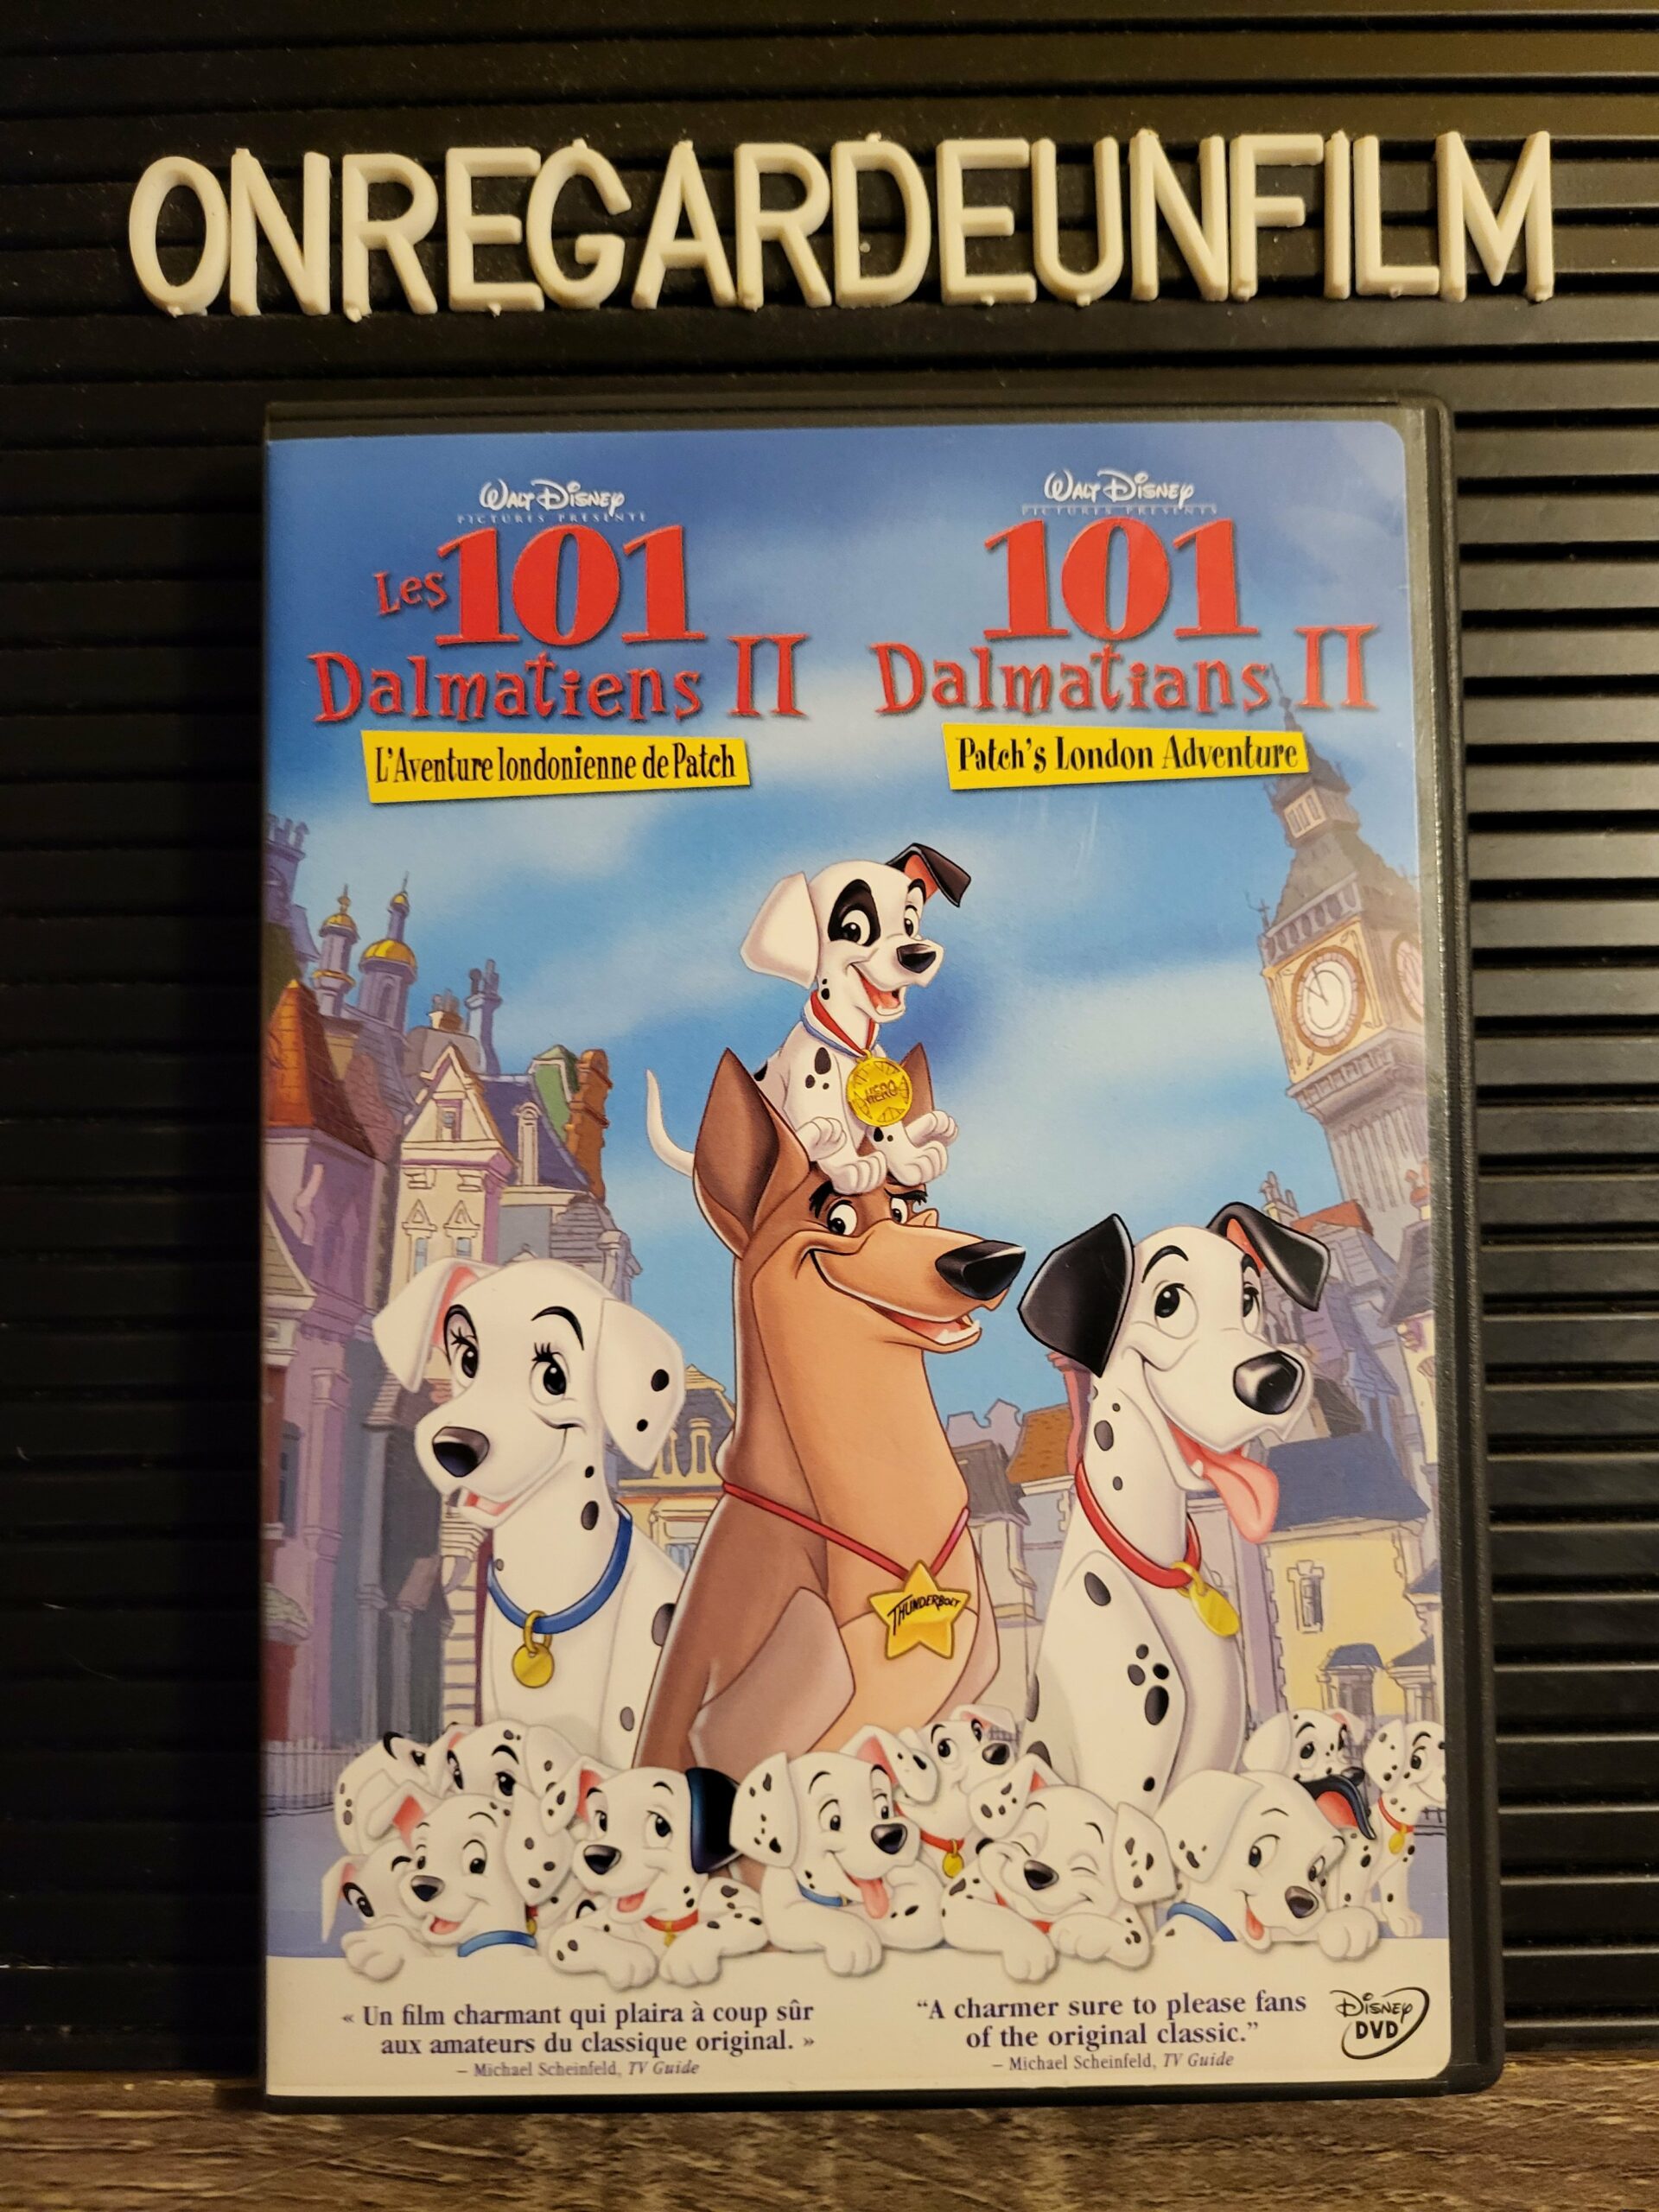 ONREGARDEUNFILM
WALT DISNEY
PICTURES PRESENTE
Les 101
Dalmatiens II
L'Aventure londonienne de Patch
WALT DISNEY
PICTURES PRESENTS
101
Dalmatians II
Patch's London Adventure
HERO
THUNDERBOLT
« Un film charmant qui plaira à coup sûr
aux amateurs du classique original. »
– Michael Scheinfeld, TV Guide
“A charmer sure to please fans
of the original classic.”
– Michael Scheinfeld, TV Guide
DISNEY
DVD